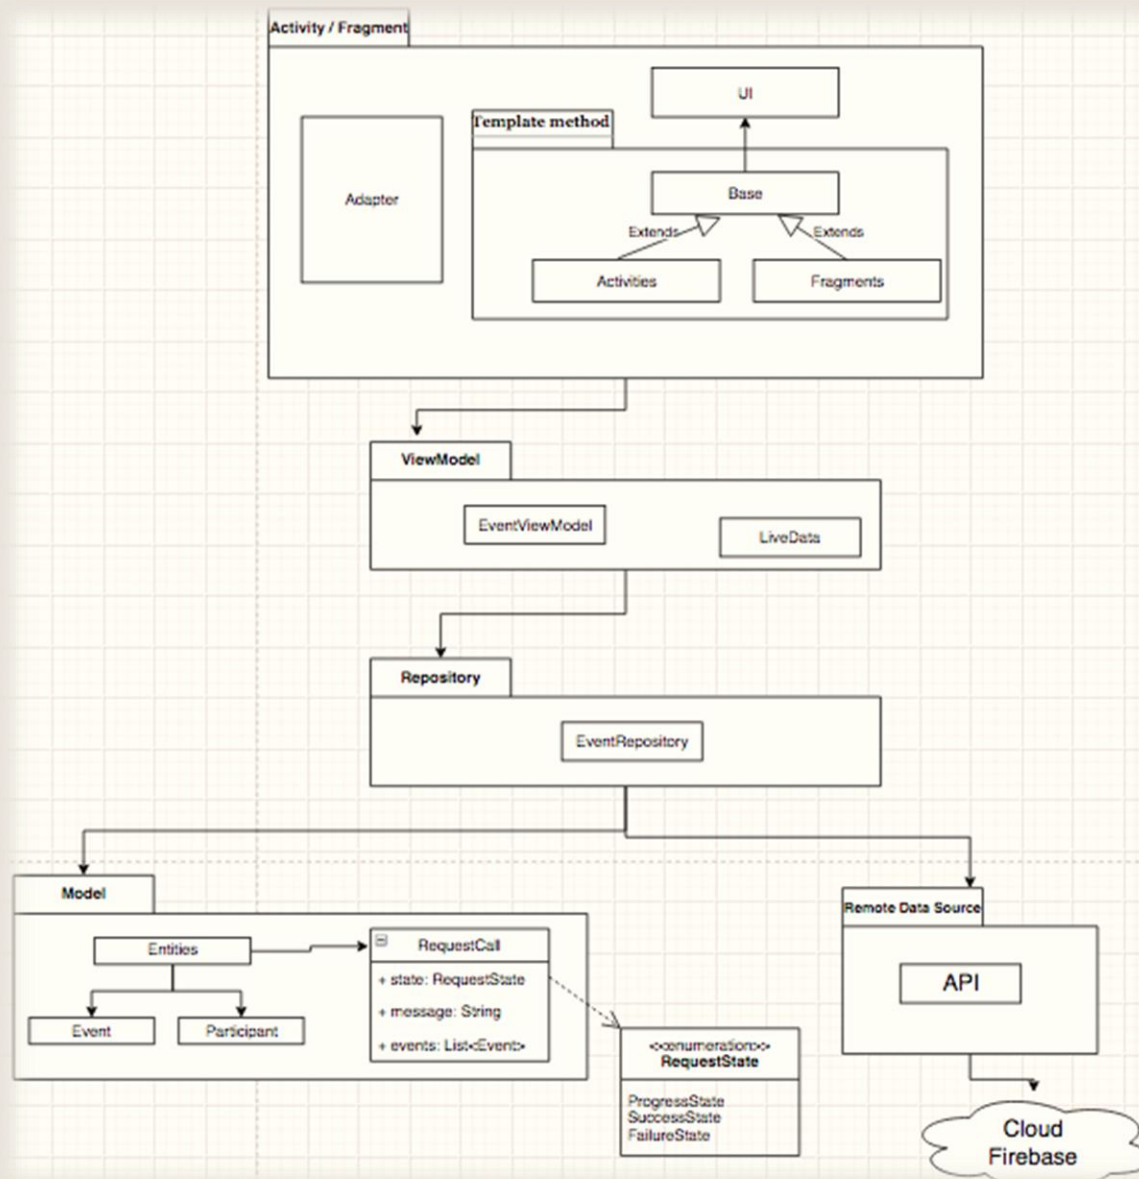 Activity / Fragment
UI
Template method
Adapter
Base
Extends
Extends
Activities
Fragments
ViewModel
EventViewModel
LiveData
Repository
EventRepository
Model
Remote Data Source
Entities
RequestCall
+ state: RequestState
+ message: String
+ events: List<Event>
Event
Participant
API
<<enumeration>>
RequestState
ProgressState
SuccessState
FailureState
Cloud
Firebase